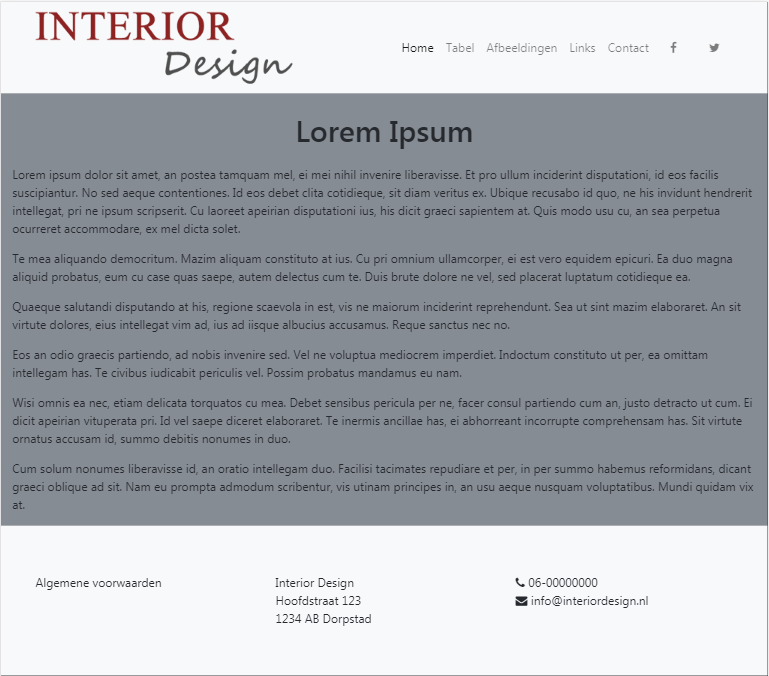 INTERIOR
Design
Home Tabel Afbeeldingen Links Contact
Lorem Ipsum
Lorem ipsum dolor sit amet, an postea tamquam mel, ei mei nihil invenire liberavisse. Et pro ullum inciderint disputationi, id eos facilis
suscipiantur. No sed aeque contentiones. Id eos debet clita cotidieque, sit diam veritus ex. Ubique recusabo id quo, ne his invidunt hendrerit
intellegat, pri ne ipsum scripserit. Cu laoreet apeirian disputationi ius, his dicit graeci sapientem at. Quis modo usu cu, an sea perpetua
ocurreret accommodare, ex mel dicta solet.
Te mea aliquando democritum. Mazim aliquam constituto at ius. Cu pri omnium ullamcorper, ei est vero equidem epicuri. Ea duo magna
aliquid probatus, eum cu case quas saepe, autem delectus cum te. Duis brute dolore ne vel, sed placerat luptatum cotidieque ea.
Quaeque salutandi disputando at his, regione scaevola in est, vis ne maiorum inciderint reprehendunt. Sea ut sint mazim elaboraret. An sit
virtute dolores, eius intellegat vim ad, ius ad iisque albucius accusamus. Reque sanctus nec no.
Eos an odio graecis partiendo, ad nobis invenire sed. Vel ne voluptua mediocrem imperdiet. Indoctum constituto ut per, ea omittam
intellegam has. Te civibus iudicabit periculis vel. Possim probatus mandamus eu nam.
Wisi omnis ea nec, etiam delicata torquatos cu mea. Debet sensibus pericula per ne, facer consul partiendo cum an, justo detracto ut cum. Ei
dicit apeirian vituperata pri. Id vel saepe diceret elaboraret. Te inermis ancillae has, ei abhorreant incorrupte comprehensam has. Sit virtute
ornatus accusam id, summo debitis nonumes in duo.
Cum solum nonumes liberavisse id, an oratio intellegam duo. Facilisi tacimates repudiare et per, in per summo habemus reformidans, dicant
graeci oblique ad sit. Nam eu prompta admodum scribentur, vis utinam principes in, an usu aeque nusquam voluptatibus. Mundi quidam vix
at.
Algemene voorwaarden
Interior Design
Hoofdstraat 123
1234 AB Dorpstad
06-00000000
info@interiordesign.nl